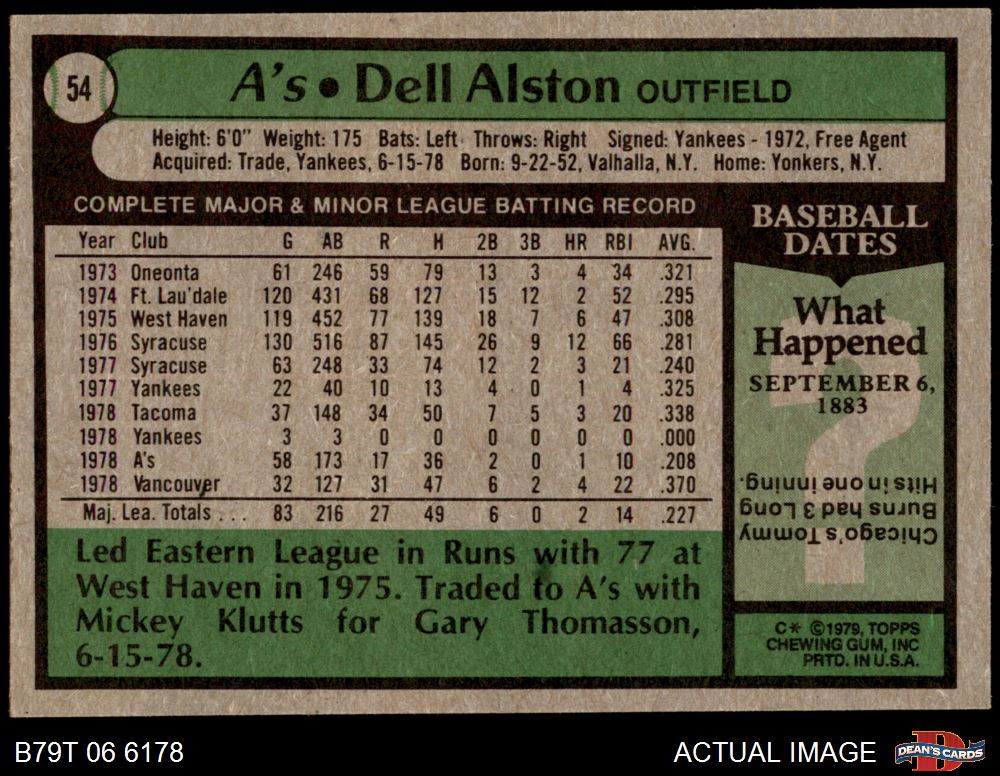 54
A's • Dell Alston OUTFIELD
Height: 6'0" Weight: 175 Bats: Left Throws: Right Signed: Yankees - 1972, Free Agent
Acquired: Trade, Yankees, 6-15-78 Born: 9-22-52, Valhalla, N.Y. Home: Yonkers, N.Y.
COMPLETE MAJOR & MINOR LEAGUE BATTING RECORD
Year Club G AB R H 2B 3B HR RBI AVG.
1973 Oneonta 61 246 59 79 13 3 4 34 .321
1974 Ft. Lau'dale 120 431 68 127 15 12 2 52 .295
1975 West Haven 119 452 77 139 18 7 6 47 .308
1976 Syracuse 130 516 87 145 26 9 12 66 .281
1977 Syracuse 63 248 33 74 12 2 3 21 .240
1977 Yankees 22 40 10 13 4 0 1 4 .325
1978 Tacoma 37 148 34 50 7 5 3 20 .338
1978 Yankees 3 3 0 0 0 0 0 0 .000
1978 A's 58 173 17 36 2 0 1 10 .208
1978 Vancouver 32 127 31 47 6 2 4 22 .370
Maj. Lea. Totals ... 83 216 27 49 6 0 2 14 .227
Led Eastern League in Runs with 77 at
West Haven in 1975. Traded to A's with
Mickey Klutts for Gary Thomasson,
6-15-78.
BASEBALL
DATES
What
Happened
SEPTEMBER 6,
1883
?
Chicago's Tommy
Burns had 3 Long
Hits in one inning.
C* ©1979, TOPPS
CHEWING GUM, INC
PRTD. IN U.S.A.
B79T 06 6178
ACTUAL IMAGE
D
DEAN'S CARDS